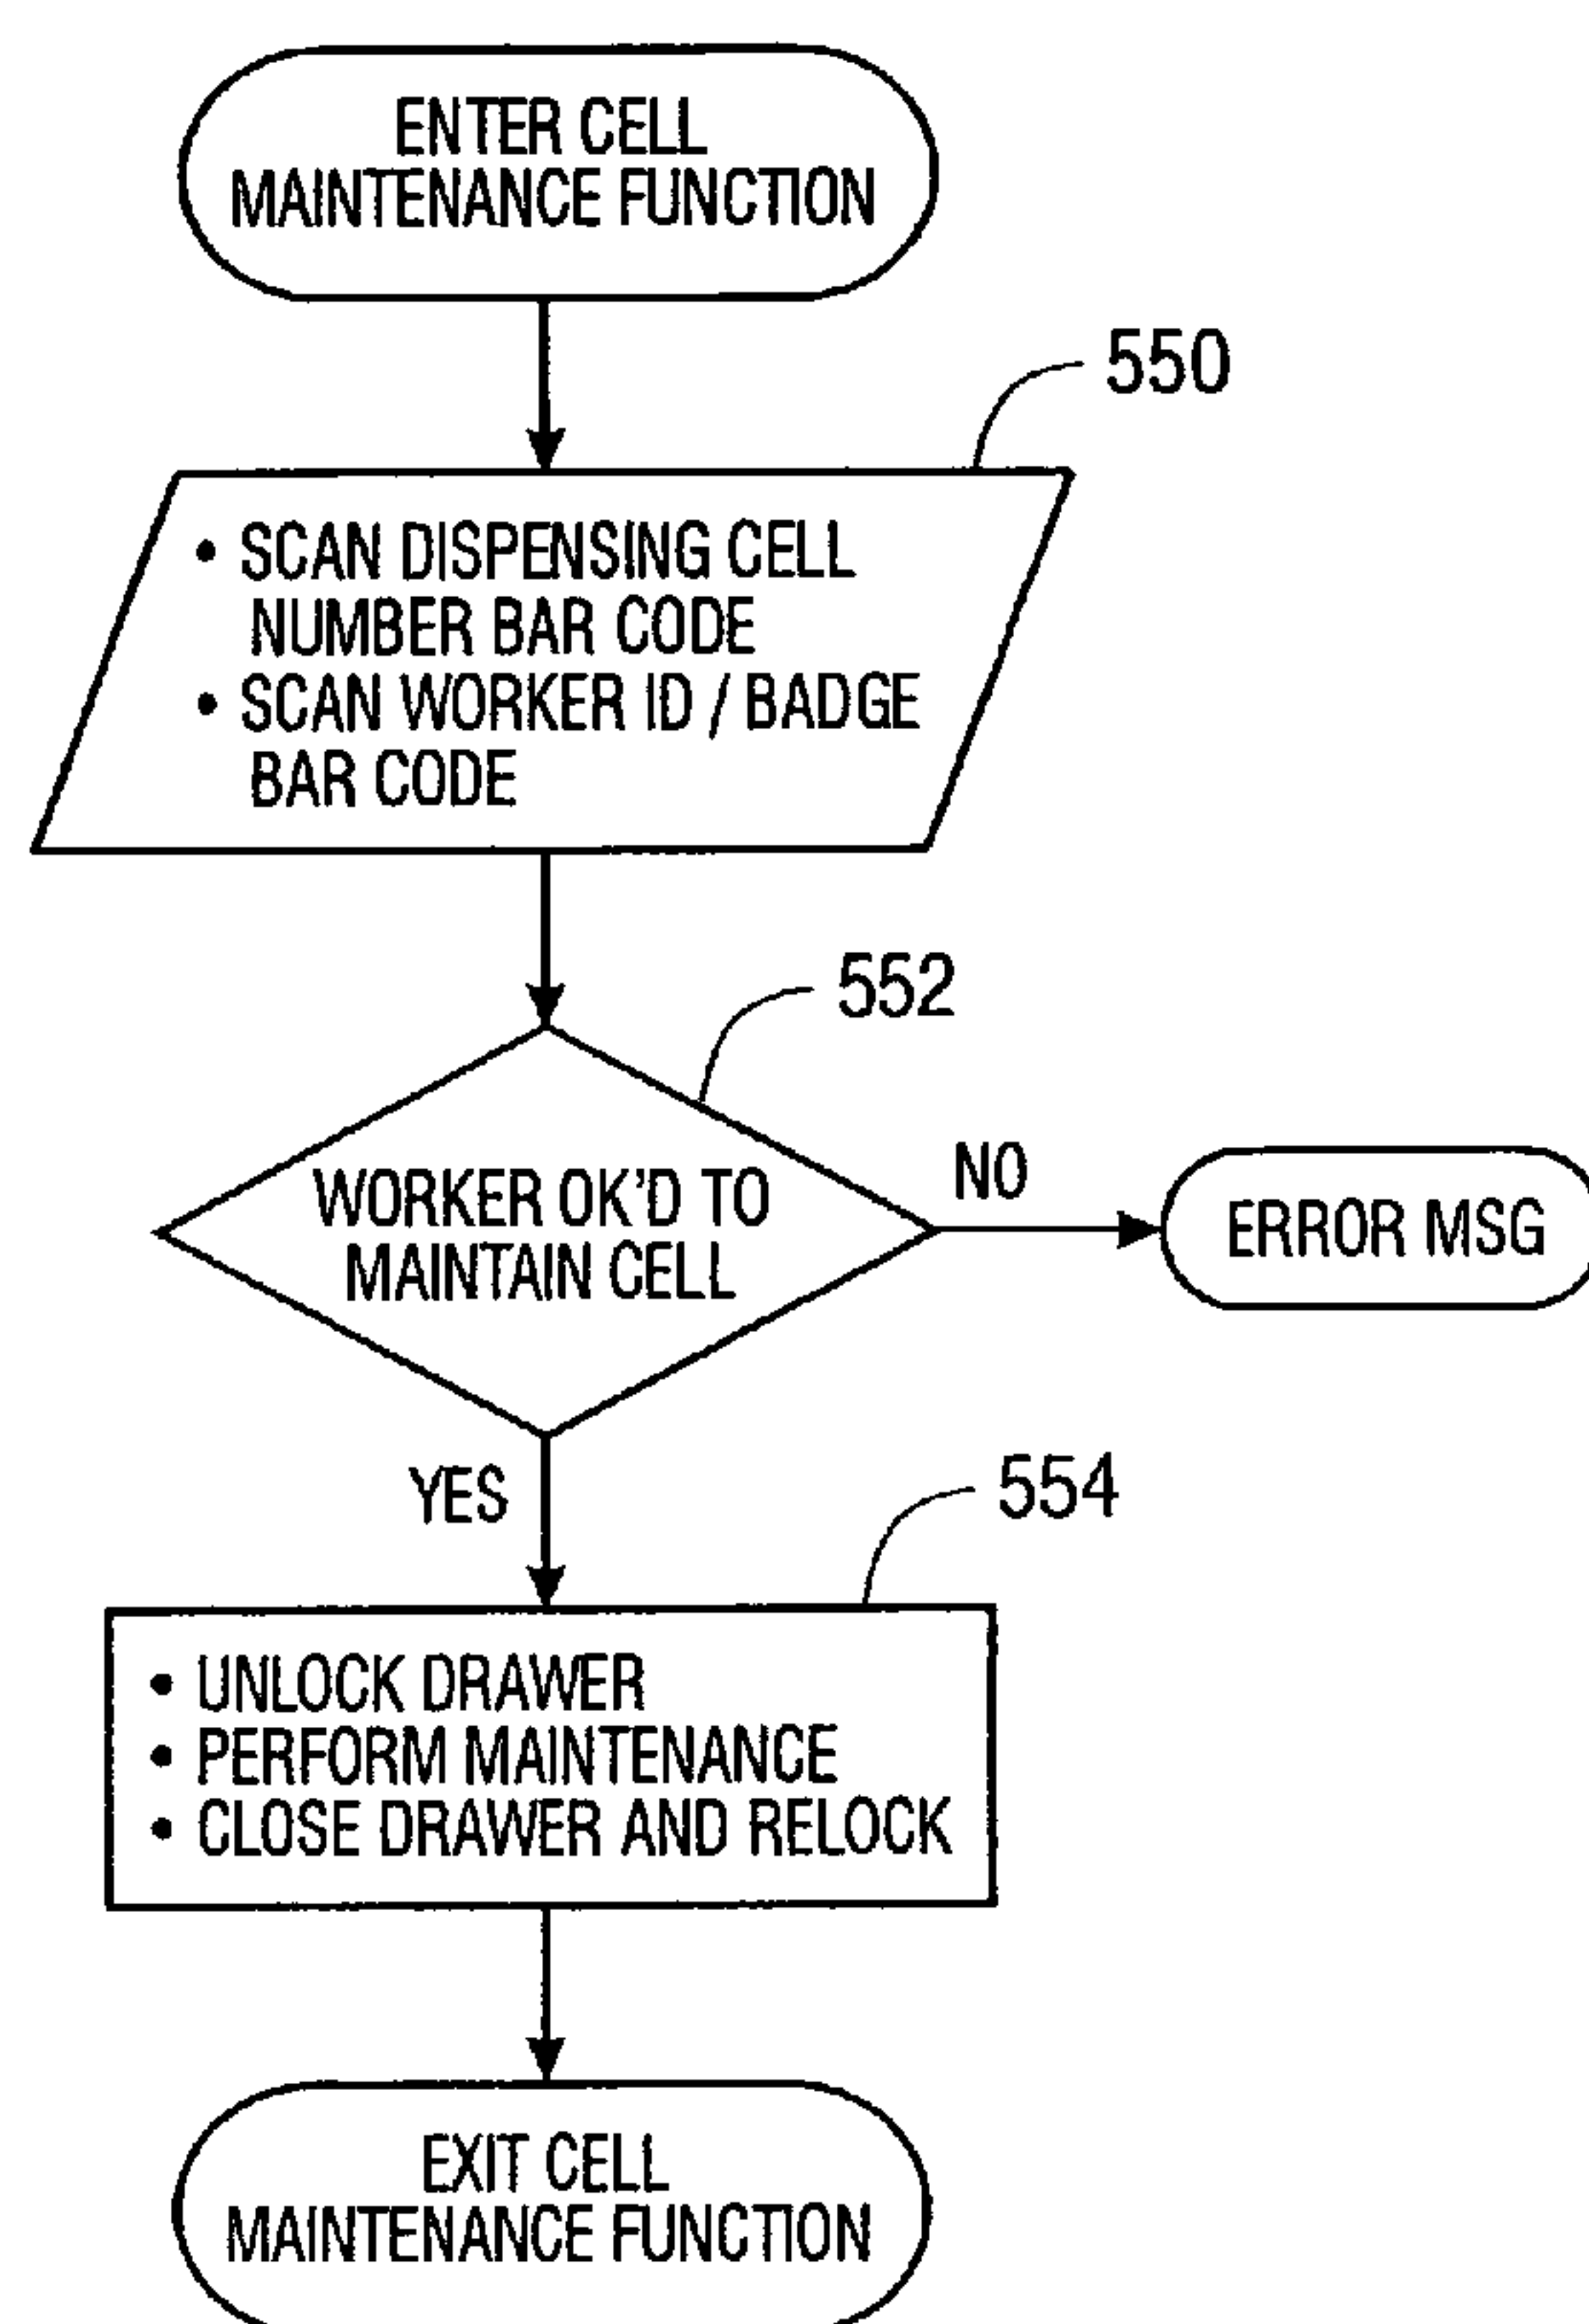 ENTER CELL
MAINTENANCE FUNCTION
550
• SCAN DISPENSING CELL
NUMBER BAR CODE
• SCAN WORKER ID / BADGE
BAR CODE
552
WORKER OK'D TO
MAINTAIN CELL
NO
ERROR MSG
YES
554
• UNLOCK DRAWER
• PERFORM MAINTENANCE
• CLOSE DRAWER AND RELOCK
EXIT CELL
MAINTENANCE FUNCTION